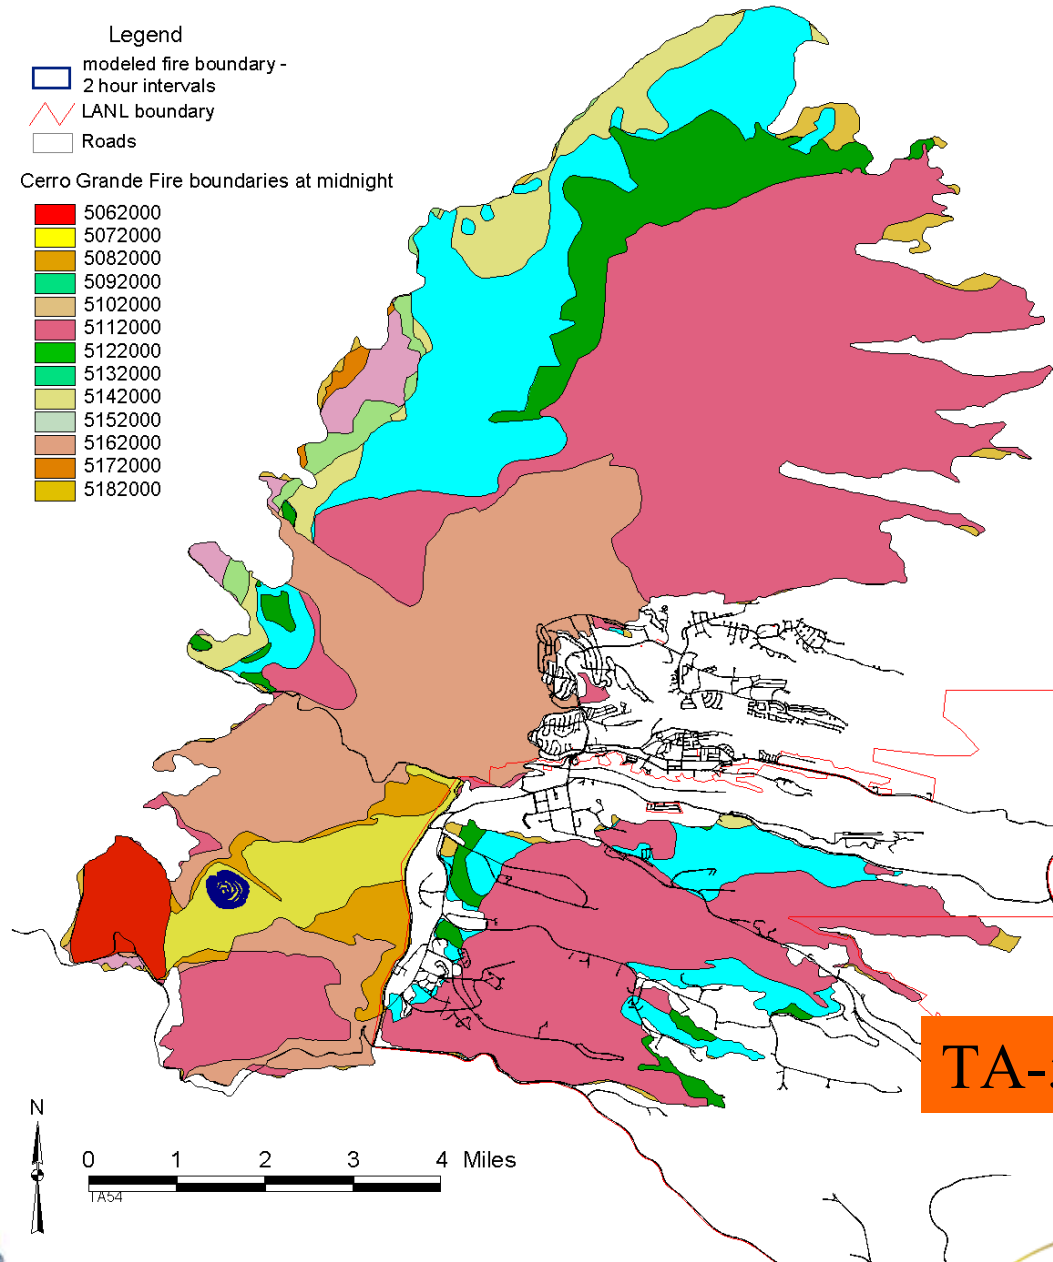 Legend
modeled fire boundary -
2 hour intervals
LANL boundary
Roads
Cerro Grande Fire boundaries at midnight
5062000
5072000
5082000
5092000
5102000
5112000
5122000
5132000
5142000
5152000
5162000
5172000
5182000
TA-
N
0 1 2 3 4 Miles
TA54